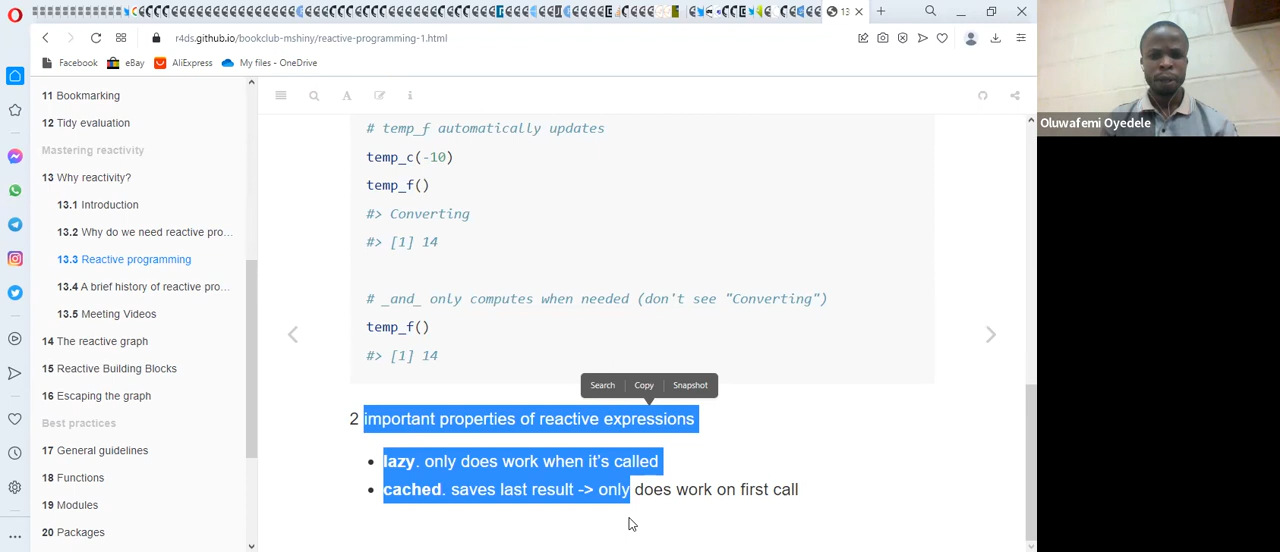 13
r4ds.github.io/bookclub-mshiny/reactive-programming-1.html
Facebook
eBay
AliExpress
My files - OneDrive
11 Bookmarking
12 Tidy evaluation
Mastering reactivity
13 Why reactivity?
13.1 Introduction
13.2 Why do we need reactive pro...
13.3 Reactive programming
13.4 A brief history of reactive pro...
13.5 Meeting Videos
14 The reactive graph
15 Reactive Building Blocks
16 Escaping the graph
Best practices
17 General guidelines
18 Functions
19 Modules
20 Packages
# temp_f automatically updates
temp_c(-10)
temp_f()
#> Converting
#> [1] 14
# _and_ only computes when needed (don't see "Converting")
temp_f()
#> [1] 14
Search Copy Snapshot
2 important properties of reactive expressions
• lazy. only does work when it's called
• cached. saves last result -> only does work on first call
Oluwafemi Oyedele